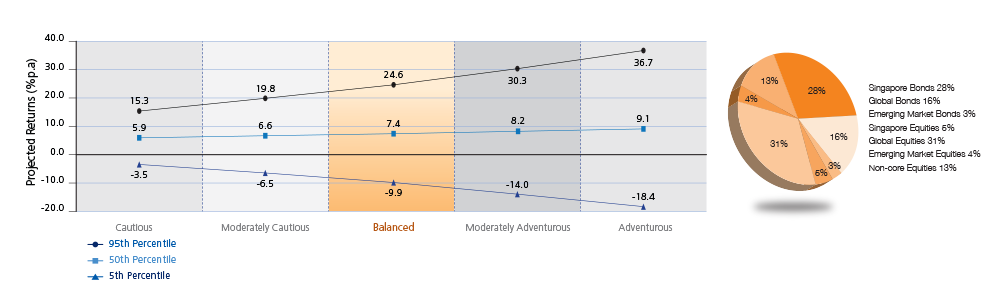 Projected Returns (%p.a)
40.0
30.0
20.0
10.0
0.0
-10.0
-20.0
15.3
19.8
24.6
30.3
36.7
5.9
6.6
7.4
8.2
9.1
-3.5
-6.5
-9.9
-14.0
-18.4
Cautious
Moderately Cautious
Balanced
Moderately Adventurous
Adventurous
95th Percentile
50th Percentile
5th Percentile
28%
16%
3%
6%
31%
4%
13%
Singapore Bonds 28%
Global Bonds 16%
Emerging Market Bonds 3%
Singapore Equities 6%
Global Equities 31%
Emerging Market Equities 4%
Non-core Equities 13%